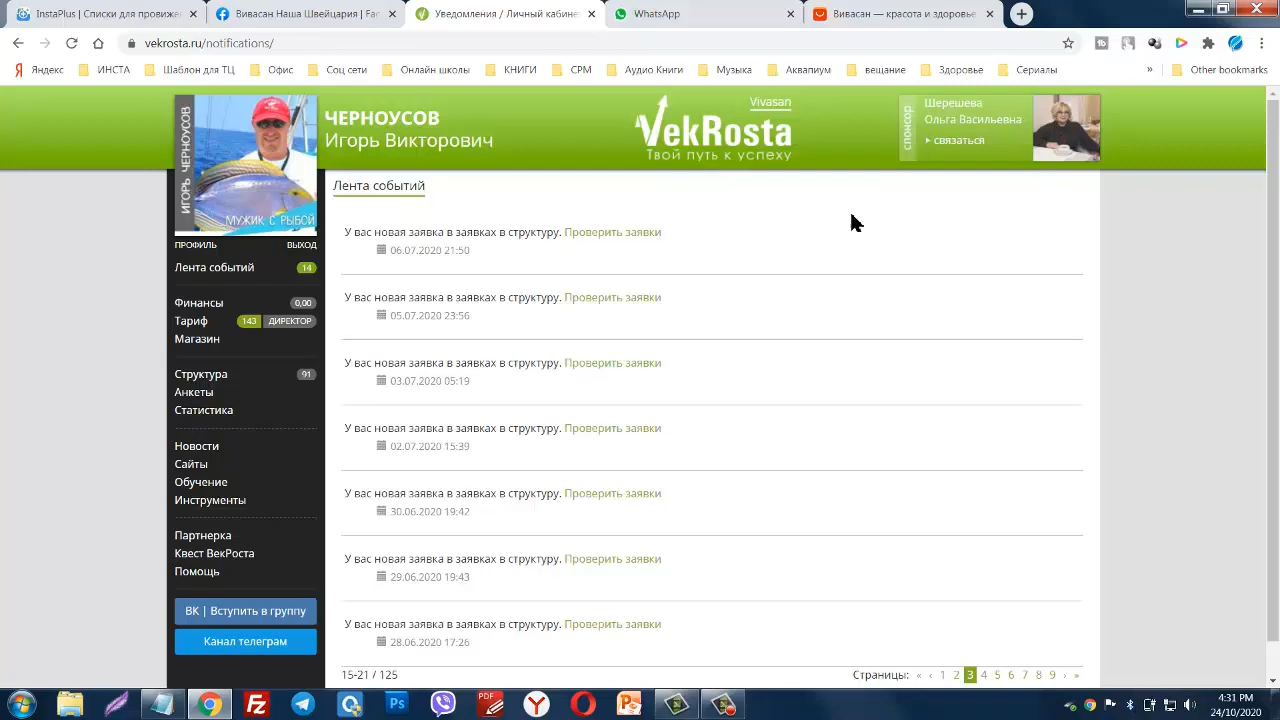 InstaPlus | Списки для прижеж
Вивасан Наша Швейцари | Fac
Уведомления / Личный кабинет
WhatsApp
Вивасан — красота издоровье
vekrosta.ru/notifications/
Яндекс
ИНСТА
Шаблон для ТЦ
Офис
Соц сети
Онлайн школы
КНИГИ
СРМ
Аудио Книги
Музыка
Аквапиум
вещание
Здоровье
Сериалы
»
Other bookmarks
ИГОРЬ ЧЕРНОУСОВ
МУЖИК С РЫБОЙ
ЧЕРНОУСОВ
Игорь Викторович
Vivasan
VekRosta
Твой путь к успеху
спонсор
Шерешева
Ольга Васильевна
связаться
ПРОФИЛЬ ВЫХОД
Лента событий 14
Финансы 0,00
Тариф 143 ДИРЕКТОР
Магазин
Структура 91
Анкеты
Статистика
Новости
Сайты
Обучение
Инструменты
Партнерка
Квест ВекРоста
Помощь
ВК | Вступить в группу
Канал телеграм
Лента событий
У вас новая заявка в заявках в структуру. Проверить заявки
06.07.2020 21:50
У вас новая заявка в заявках в структуру. Проверить заявки
05.07.2020 23:56
У вас новая заявка в заявках в структуру. Проверить заявки
03.07.2020 05:19
У вас новая заявка в заявках в структуру. Проверить заявки
02.07.2020 15:39
У вас новая заявка в заявках в структуру. Проверить заявки
30.06.2020 19:42
У вас новая заявка в заявках в структуру. Проверить заявки
29.06.2020 19:43
У вас новая заявка в заявках в структуру. Проверить заявки
28.06.2020 17:26
15-21 / 125
Страницы: « ‹ 1 2 3 4 5 6 7 8 9 › »
4:31 PM
24/10/2020